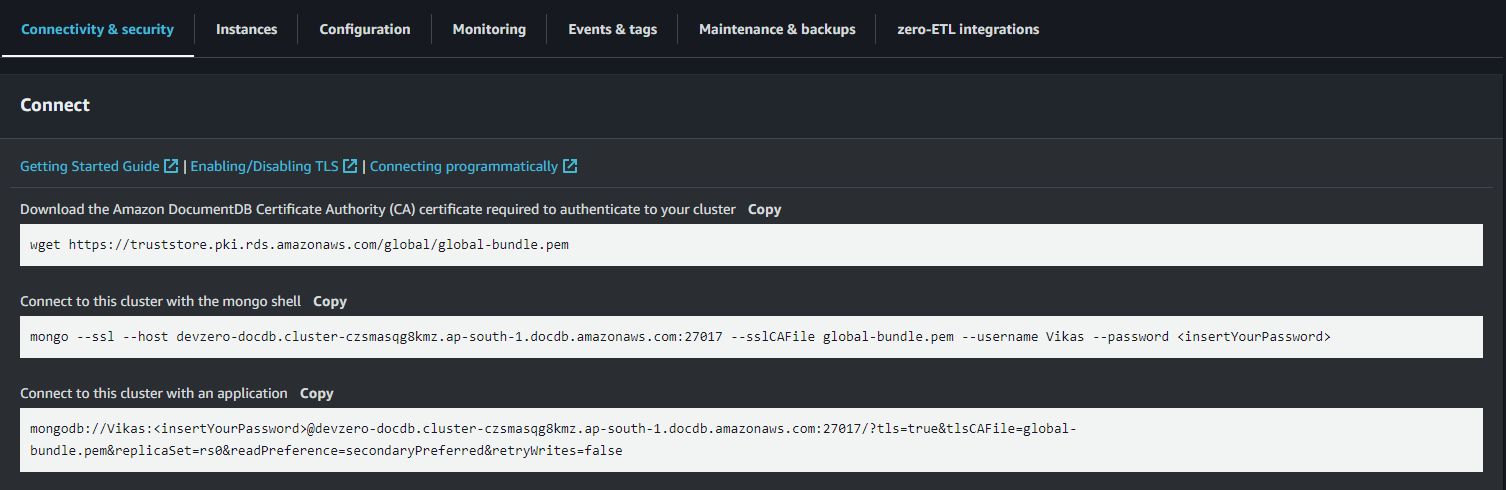 Connectivity & security Instances Configuration Monitoring Events & tags Maintenance & backups zero-ETL integrations
Connect
Getting Started Guide | Enabling/Disabling TLS | Connecting programmatically
Download the Amazon DocumentDB Certificate Authority (CA) certificate required to authenticate to your cluster Copy
wget https://truststore.pki.rds.amazonaws.com/global/global-bundle.pem
Connect to this cluster with the mongo shell Copy
mongo --ssl --host devzero-docdb.cluster-czsmasqg8kmz.ap-south-1.docdb.amazonaws.com:27017 --sslCAFile global-bundle.pem --username Vikas --password <insertYourPassword>
Connect to this cluster with an application Copy
mongodb://Vikas:<insertYourPassword>@devzero-docdb.cluster-czsmasqg8kmz.ap-south-1.docdb.amazonaws.com:27017/?tls=true&tlsCAFile=global-
bundle.pem&replicaSet=rs0&readPreference=secondaryPreferred&retryWrites=false